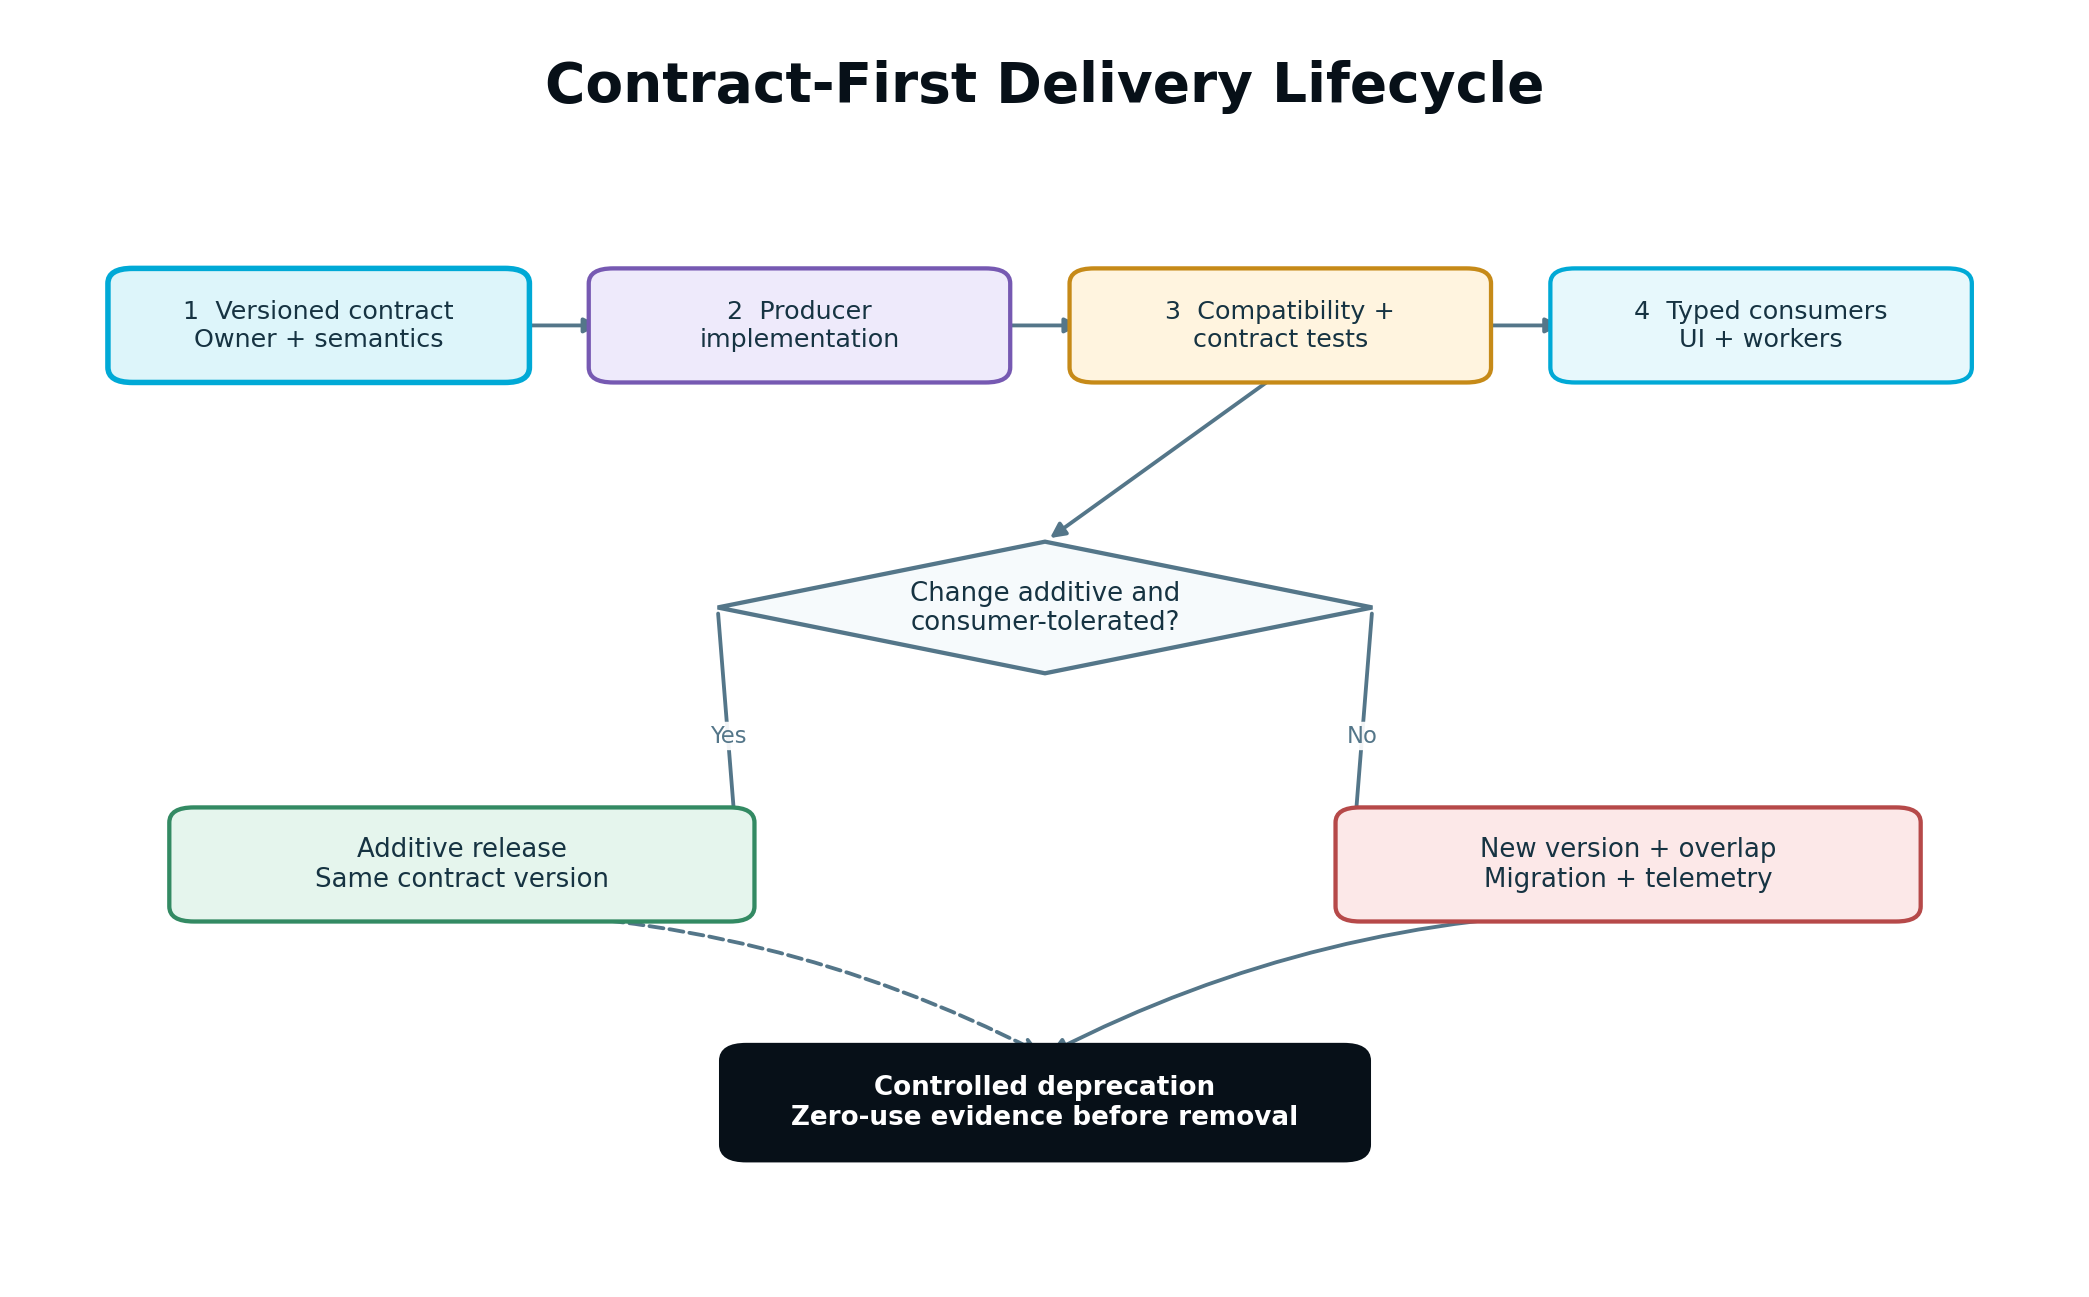 Contract-First Delivery Lifecycle
1 Versioned contract
Owner + semantics
2 Producer
implementation
3 Compatibility +
contract tests
4 Typed consumers
UI + workers
Change additive and
consumer-tolerated?
Yes
No
Additive release
Same contract version
New version + overlap
Migration + telemetry
Controlled deprecation
Zero-use evidence before removal